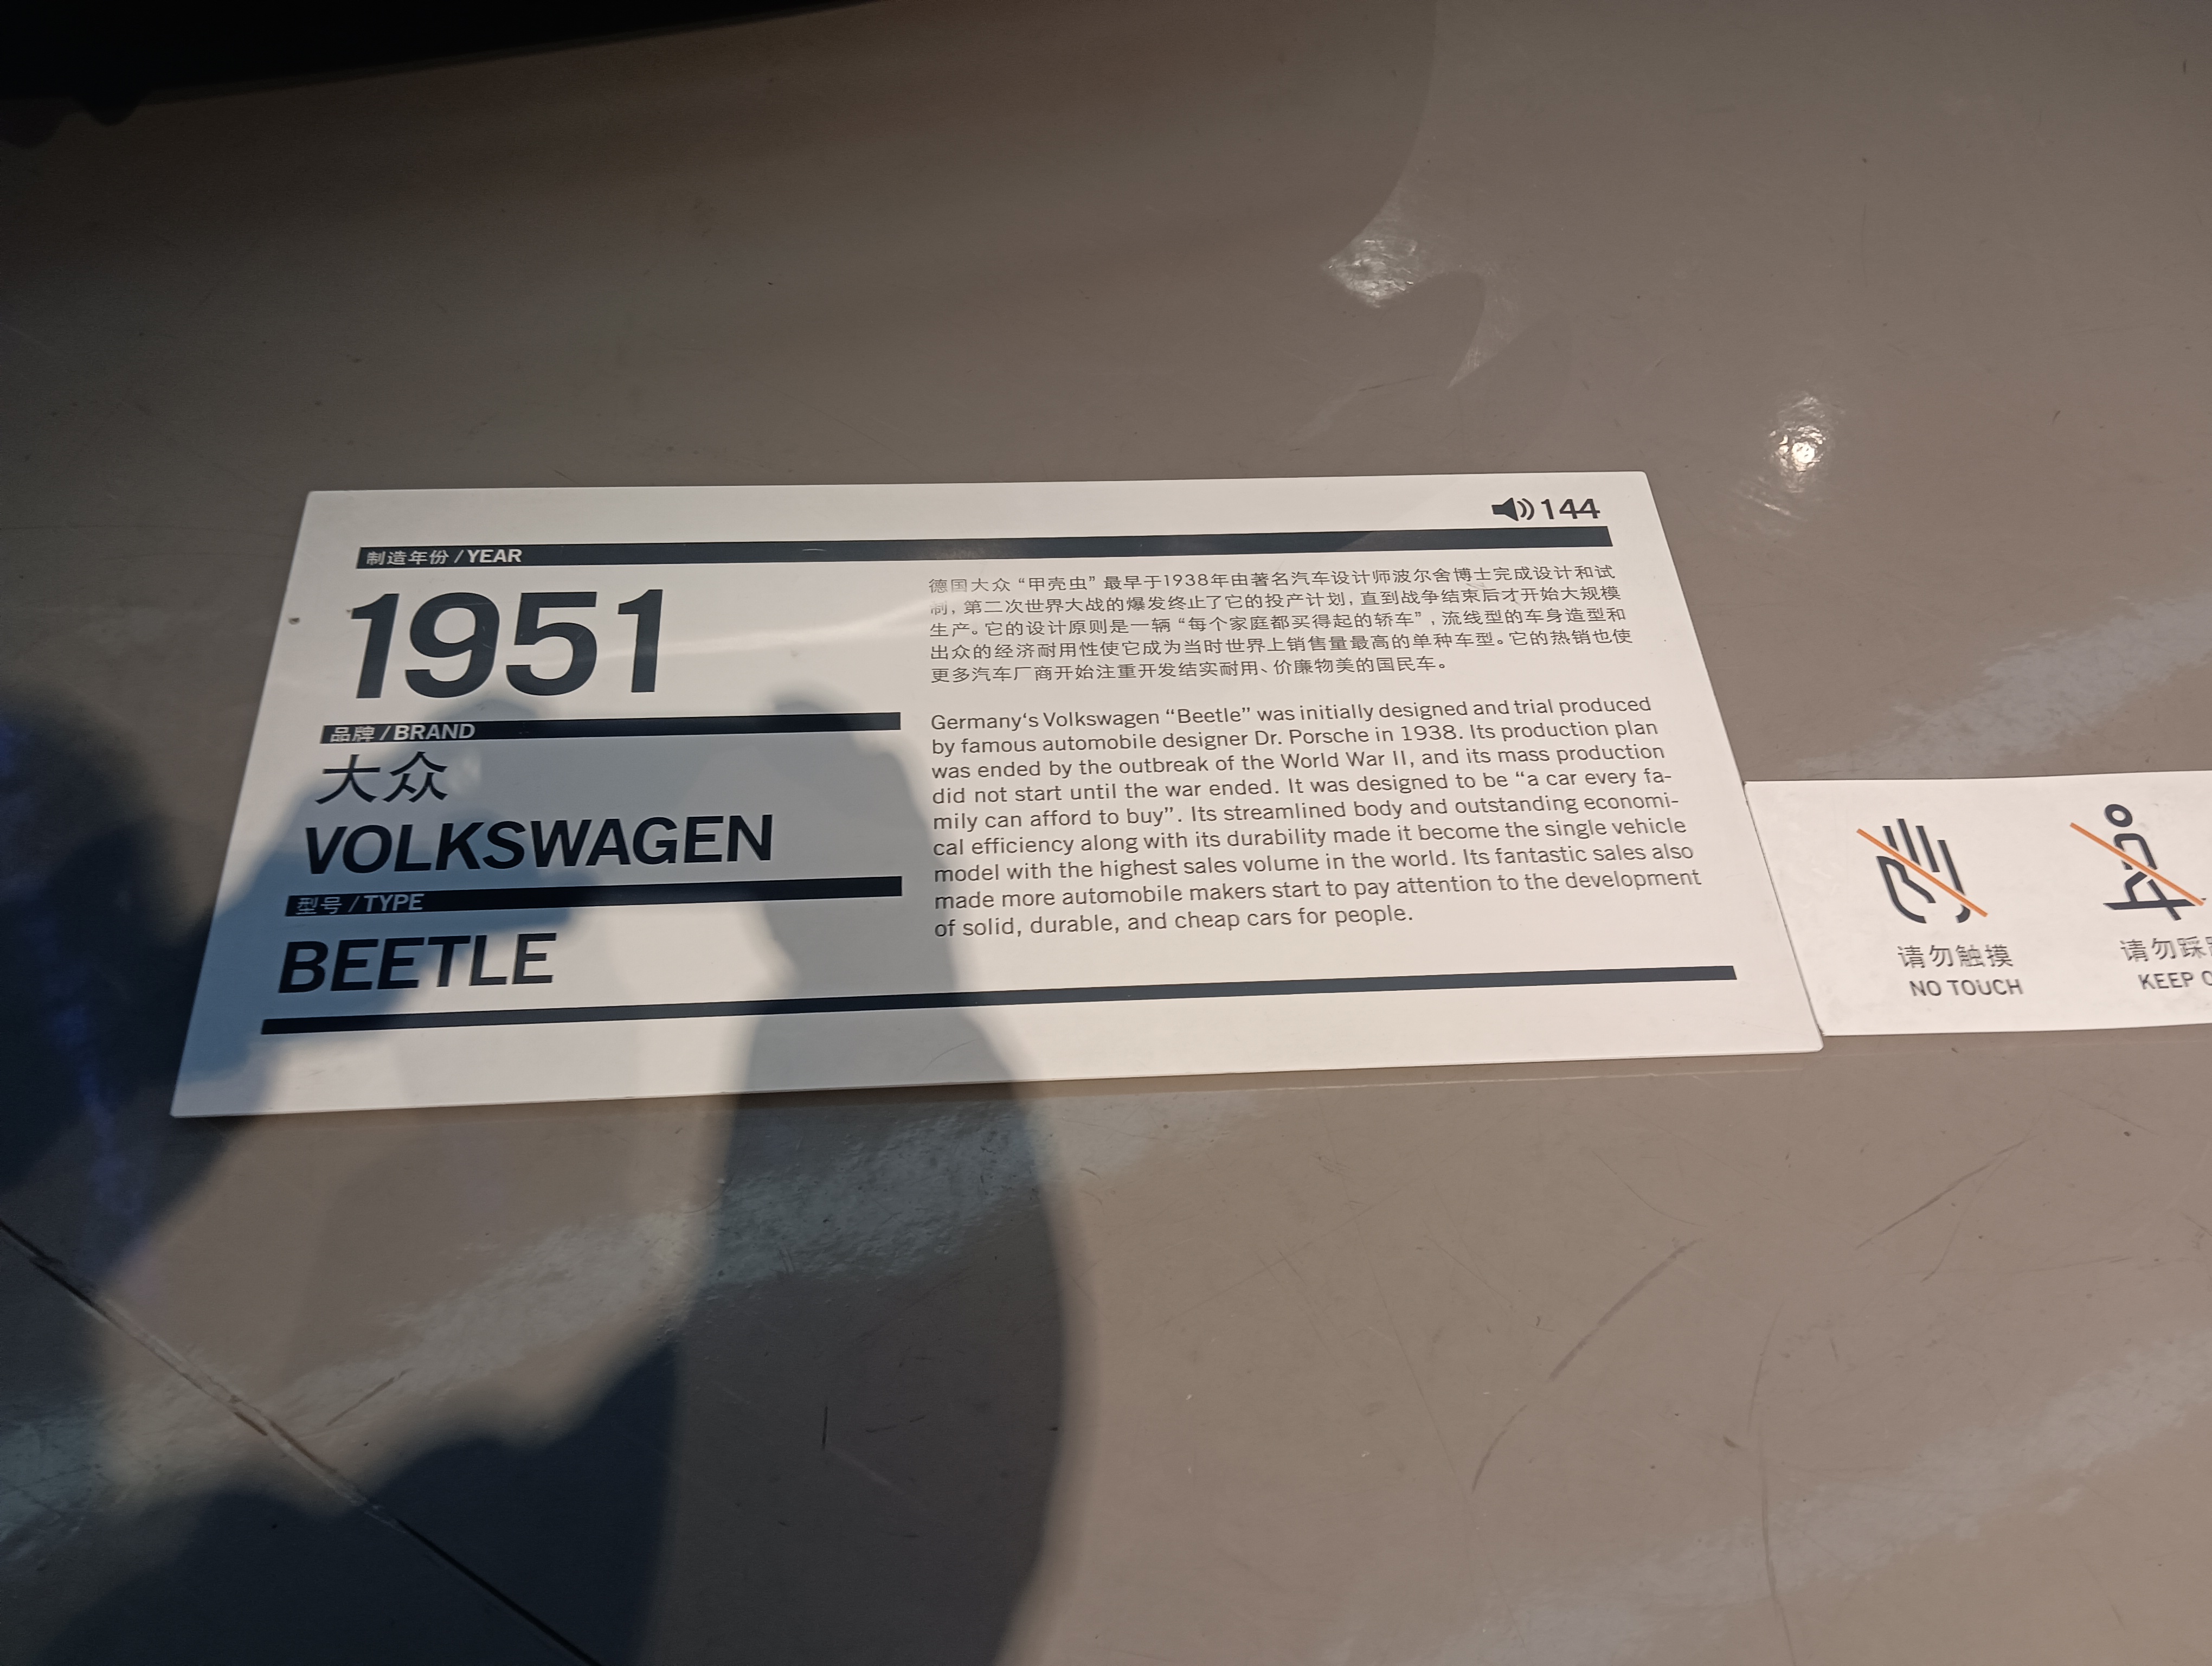 144
制造年份 / YEAR
1951
品牌 / BRAND
大众
VOLKSWAGEN
型号 / TYPE
BEETLE
德国大众“甲壳虫”最早于1938年由著名汽车设计师波尔舍博士完成设计和试
制，第二次世界大战的爆发终止了它的投产计划，直到战争结束后才开始大规模
生产。它的设计原则是一辆“每个家庭都买得起的轿车”，流线型的车身造型和
出众的经济耐用性使它成为当时世界上销售量最高的单种车型。它的热销也使
更多汽车厂商开始注重开发结实耐用、价廉物美的国民车。
Germany‘s Volkswagen “Beetle” was initially designed and trial produced
by famous automobile designer Dr. Porsche in 1938. Its production plan
was ended by the outbreak of the World War II, and its mass production
did not start until the war ended. It was designed to be “a car every fa-
mily can afford to buy”. Its streamlined body and outstanding economi-
cal efficiency along with its durability made it become the single vehicle
model with the highest sales volume in the world. Its fantastic sales also
made more automobile makers start to pay attention to the development
of solid, durable, and cheap cars for people.
请勿触摸
NO TOUCH
请勿踩
KEEP